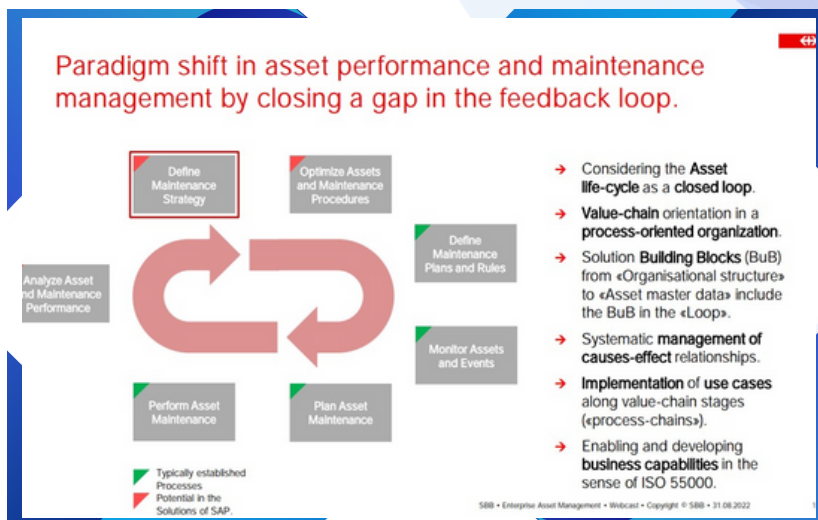 Paradigm shift in asset performance and maintenance
management by closing a gap in the feedback loop.
Define
Maintenance
Strategy
Optimize Assets
and Maintenance
Procedures
Define
Maintenance
Plans and Rules
Analyze Asset
nd Maintenance
Performance
Monitor Assets
and Events
Perform Asset
Maintenance
Plan Asset
Maintenance
Typically established
Processes
Potential in the
Solutions of SAP.
→ Considering the Asset
life-cycle as a closed loop.
→ Value-chain orientation in a
process-oriented organization.
→ Solution Building Blocks (BuB)
from «Organisational structure»
to «Asset master data» include
the BuB in the «Loop».
→ Systematic management of
causes-effect relationships.
→ Implementation of use cases
along value-chain stages
(«process-chains»).
→ Enabling and developing
business capabilities in the
sense of ISO 55000.
SBB • Enterprise Asset Management • Webcast • Copyright © SBB • 31.08.2022